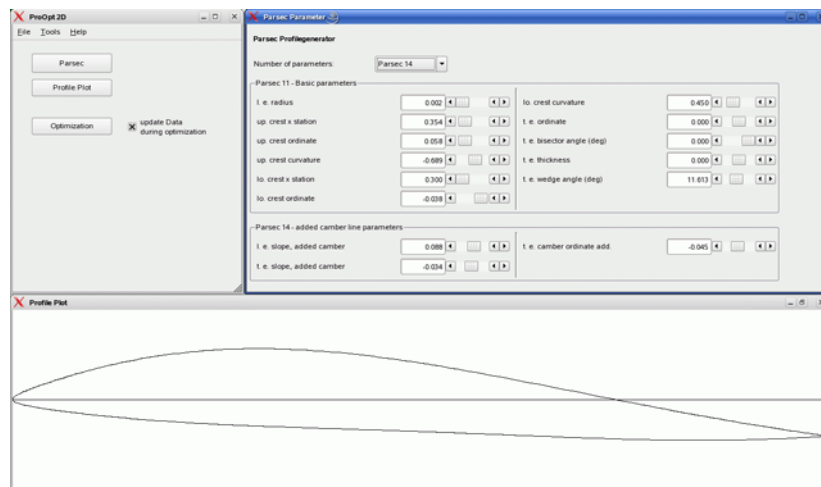 ProOpt 2D
File Tools Help
Parsec
Profile Plot
Optimization
update Data
during optimization
Parsec Parameter
Parsec Profilegenerator
Number of parameters:
Parsec 14
Parsec 11 - Basic parameters
l. e. radius 0.002
up. crest x station 0.354
up. crest ordinate 0.058
up. crest curvature -0.689
lo. crest x station 0.300
lo. crest ordinate -0.038
lo. crest curvature 0.450
t. e. ordinate 0.000
t. e. bisector angle (deg) 0.000
t. e. thickness 0.000
t. e. wedge angle (deg) 11.613
Parsec 14 - added camber line parameters
l. e. slope, added camber 0.088
t. e. slope, added camber -0.034
t. e. camber ordinate add. -0.045
Profile Plot